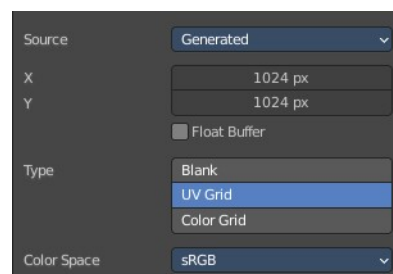 Source Generated
X 1024 px
Y 1024 px
Float Buffer
Type Blank
UV Grid
Color Grid
Color Space sRGB